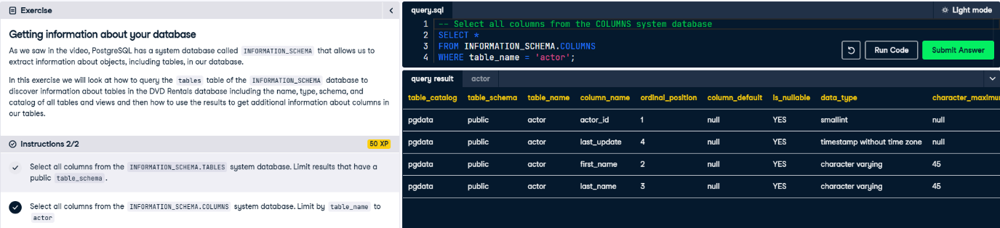 Exercise
Getting information about your database
As we saw in the video, PostgreSQL has a system database called INFORMATION_SCHEMA that allows us to
extract information about objects, including tables, in our database.
In this exercise we will look at how to query the tables table of the INFORMATION_SCHEMA database to
discover information about tables in the DVD Rentals database including the name, type, schema, and
catalog of all tables and views and then how to use the results to get additional information about columns in
our tables.
Instructions 2/2
50 XP
Select all columns from the INFORMATION_SCHEMA.TABLES system database. Limit results that have a
public table_schema.
Select all columns from the INFORMATION_SCHEMA.COLUMNS system database. Limit by table_name to
actor
query.sql
Light mode
1 -- Select all columns from the COLUMNS system database
2 SELECT *
3 FROM INFORMATION_SCHEMA.COLUMNS
4 WHERE table_name = 'actor';
Run Code
Submit Answer
query result actor
table_catalog table_schema table_name column_name ordinal_position column_default is_nullable data_type character_maximu
pgdata public actor actor_id 1 null YES smallint null
pgdata public actor last_update 4 null YES timestamp without time zone null
pgdata public actor first_name 2 null YES character varying 45
pgdata public actor last_name 3 null YES character varying 45